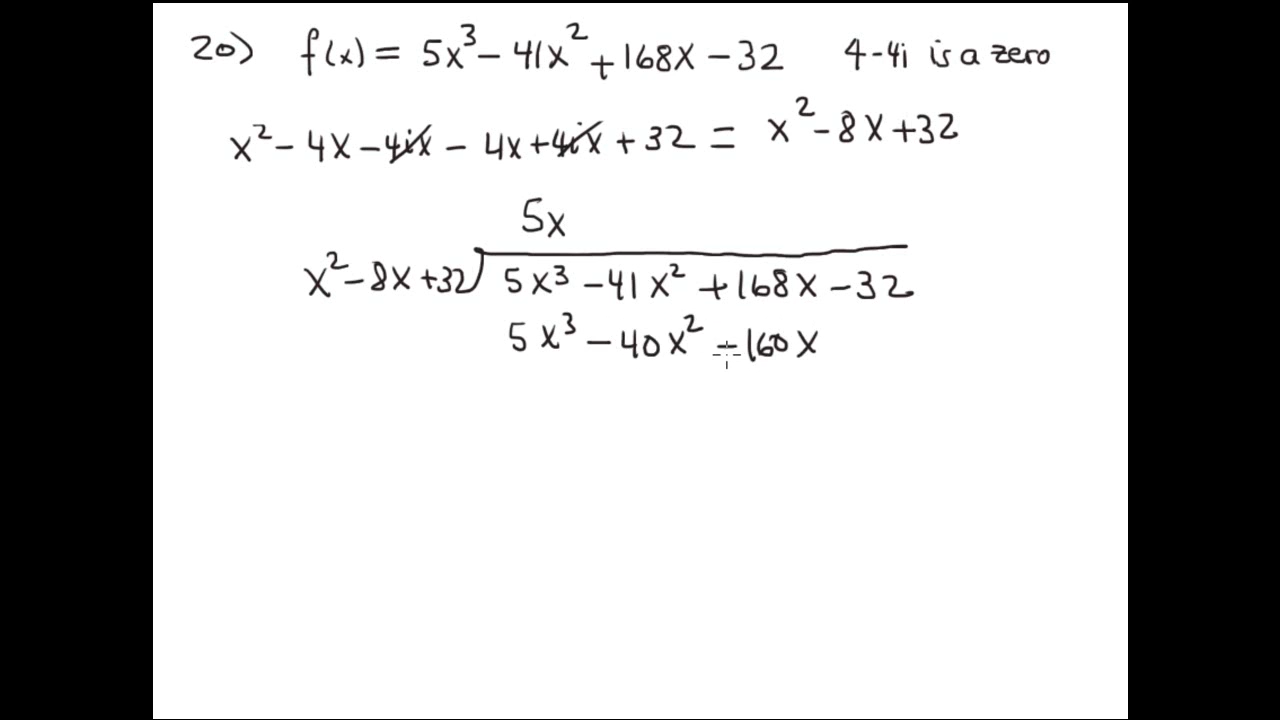 20) f(x) = 5x³ - 41x² + 168x - 32 4-4i is a zero
x² - 4x - 4ix - 4x + 4ix + 32 = x² - 8x + 32
5x
x² - 8x + 32 ) 5x³ - 41x² + 168x - 32
5x³ - 40x² - 160x